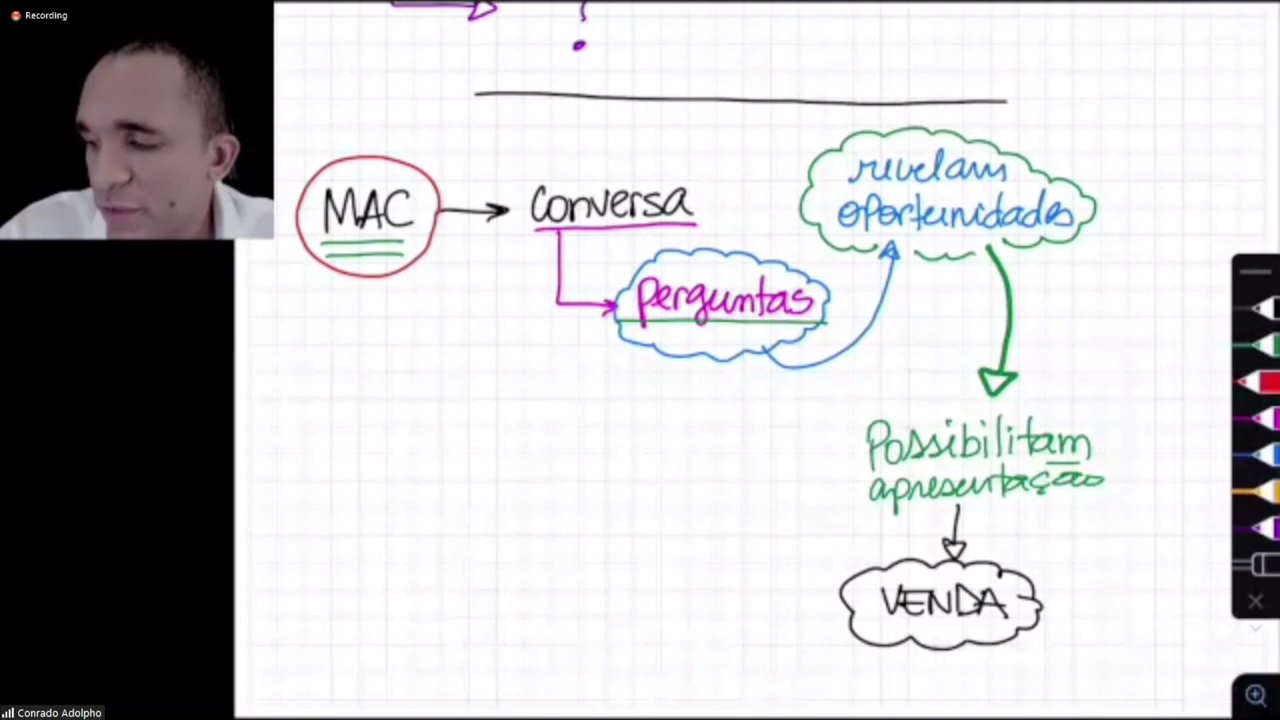 Recording
MAC
conversa
perguntas
revelam
oportunidades
Possibilitam
apresentação
VENDA
Conrado Adolpho